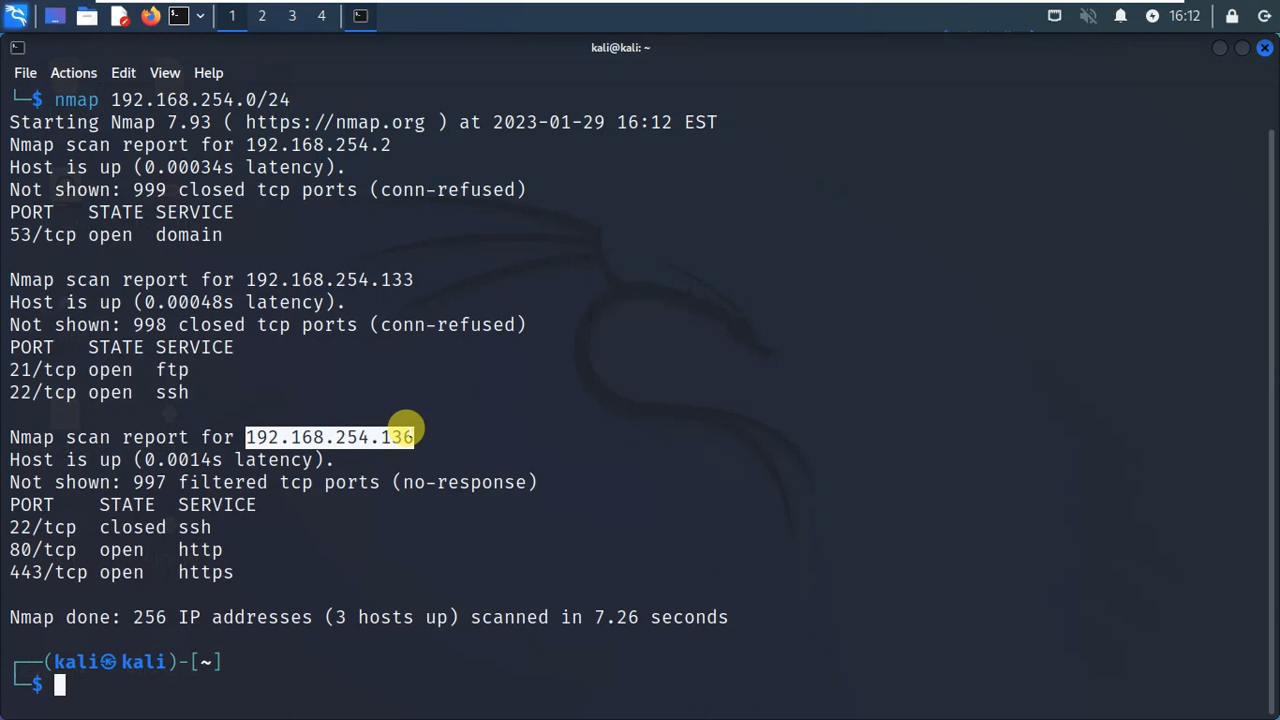 1 2 3 4 16:12
kali@kali: ~
File Actions Edit View Help
└─$ nmap 192.168.254.0/24
Starting Nmap 7.93 ( https://nmap.org ) at 2023-01-29 16:12 EST
Nmap scan report for 192.168.254.2
Host is up (0.00034s latency).
Not shown: 999 closed tcp ports (conn-refused)
PORT   STATE SERVICE
53/tcp open  domain

Nmap scan report for 192.168.254.133
Host is up (0.00048s latency).
Not shown: 998 closed tcp ports (conn-refused)
PORT   STATE SERVICE
21/tcp open  ftp
22/tcp open  ssh

Nmap scan report for 192.168.254.136
Host is up (0.0014s latency).
Not shown: 997 filtered tcp ports (no-response)
PORT    STATE  SERVICE
22/tcp  closed ssh
80/tcp  open   http
443/tcp open   https

Nmap done: 256 IP addresses (3 hosts up) scanned in 7.26 seconds

┌──(kali㉿kali)-[~]
└─$